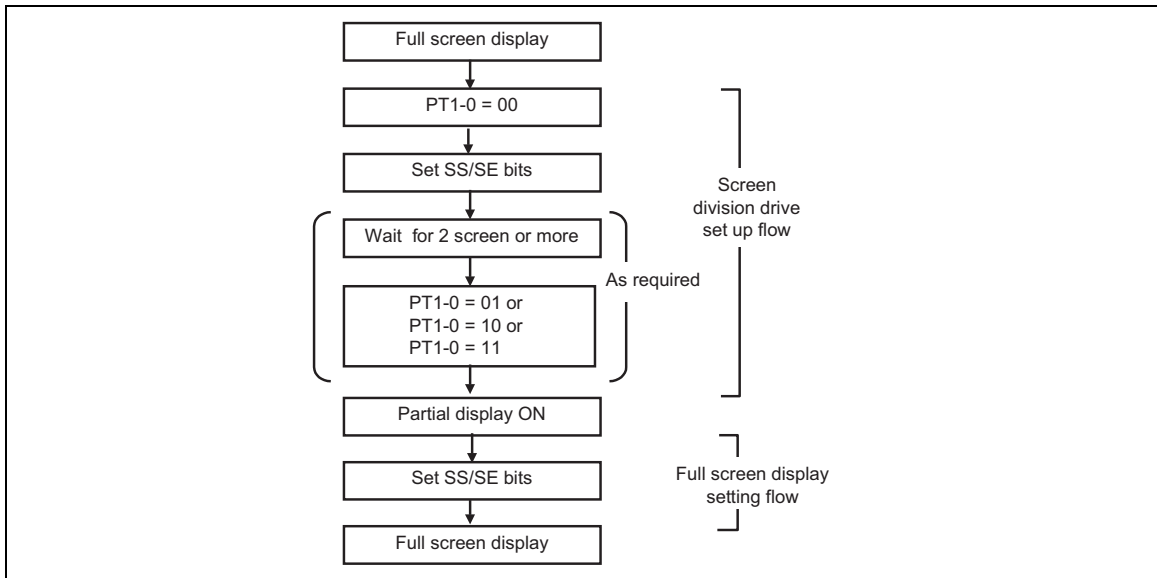 Full screen display
PT1-0 = 00
Set SS/SE bits
Wait for 2 screen or more
PT1-0 = 01 or
PT1-0 = 10 or
PT1-0 = 11
As required
Partial display ON
Screen
division drive
set up flow
Set SS/SE bits
Full screen display
Full screen display
setting flow